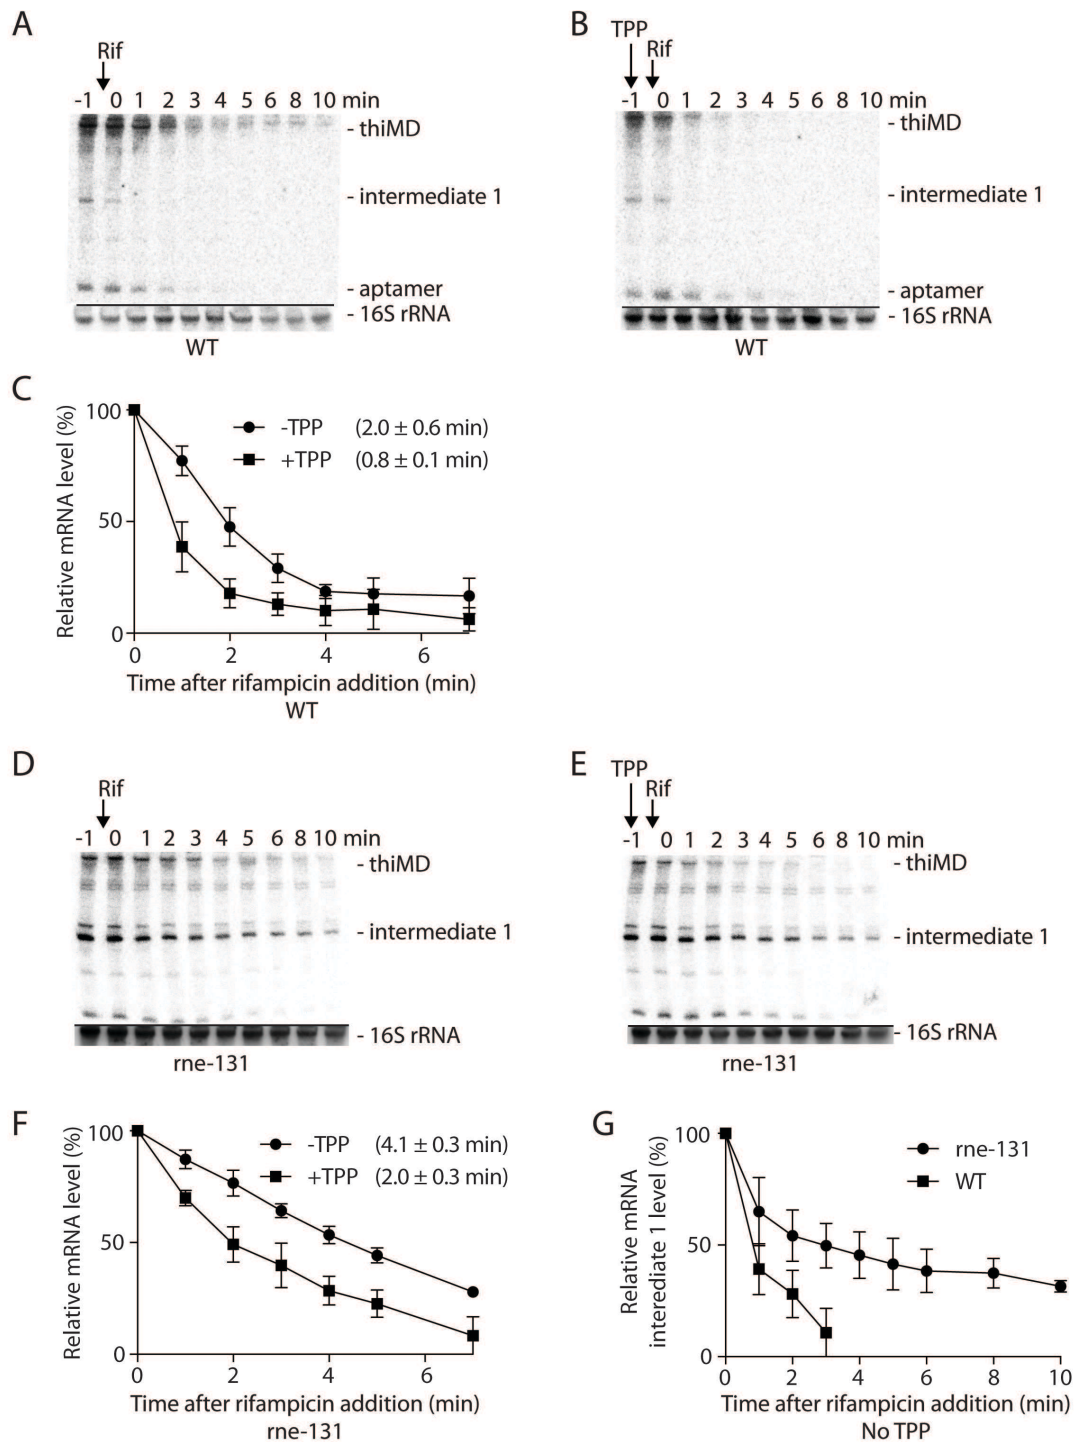 A
Rif
-1 0 1 2 3 4 5 6 8 10 min
- thiMD
- intermediate 1
- aptamer
- 16S rRNA
WT
B
TPP
Rif
-1 0 1 2 3 4 5 6 8 10 min
- thiMD
- intermediate 1
- aptamer
- 16S rRNA
WT
C
Relative mRNA level (%)
100
50
0
-TPP (2.0 ± 0.6 min)
+TPP (0.8 ± 0.1 min)
0 2 4 6
Time after rifampicin addition (min)
WT
D
Rif
-1 0 1 2 3 4 5 6 8 10 min
- thiMD
- intermediate 1
- 16S rRNA
rne-131
E
TPP
Rif
-1 0 1 2 3 4 5 6 8 10 min
- thiMD
- intermediate 1
- 16S rRNA
rne-131
F
Relative mRNA level (%)
100
50
0
-TPP (4.1 ± 0.3 min)
+TPP (2.0 ± 0.3 min)
0 2 4 6
Time after rifampicin addition (min)
rne-131
G
Relative mRNA
interediate 1 level (%)
100
50
0
rne-131
WT
0 2 4 6 8 10
Time after rifampicin addition (min)
No TPP